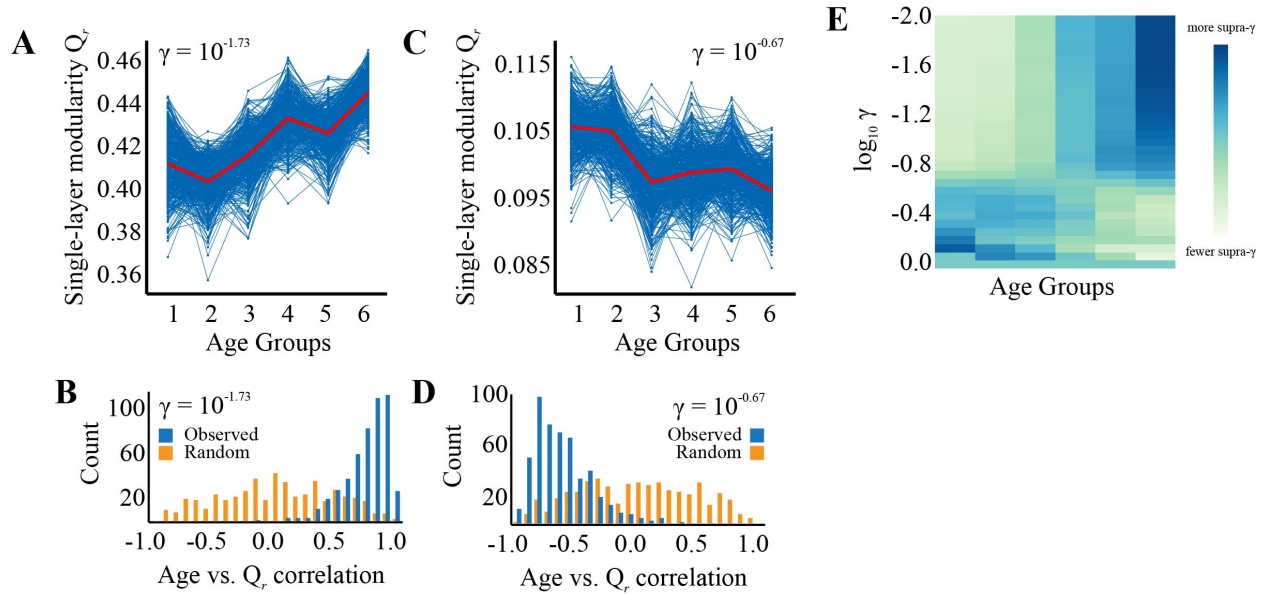 A
γ = 10^-1.73
Single-layer modularity Q_r
0.46
0.44
0.42
0.40
0.38
0.36
1 2 3 4 5 6
Age Groups
C
γ = 10^-0.67
Single-layer modularity Q_r
0.115
0.105
0.095
0.085
1 2 3 4 5 6
Age Groups
E
log₁₀ γ
-2.0
-1.6
-1.2
-0.8
-0.4
0.0
Age Groups
more supra-γ
fewer supra-γ
B
γ = 10^-1.73
Observed
Random
Count
100
60
20
-1.0 -0.5 0.0 0.5 1.0
Age vs. Q_r correlation
D
γ = 10^-0.67
Observed
Random
Count
100
60
20
-1.0 -0.5 0.0 0.5 1.0
Age vs. Q_r correlation